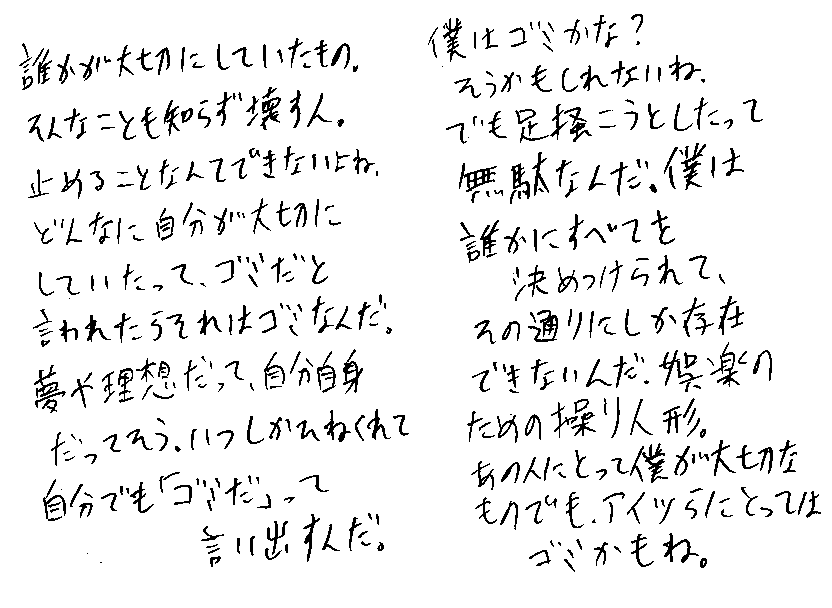 誰かが大切にしていたもの。
そんなことも知らず壊す人。
止めることなんてできないよね、
どんなに自分が大切に
していたって、ゴミだと
言われたらそれはゴミなんだ。
夢や理想だって、自分自身
だってそう。いつしかひねくれて
自分でも「ゴミだ」って
言い出すんだ。
僕はゴミかな?
そうかもしれないね、
でも足掻こうとしたって
無駄なんだ。僕は
誰かにすべてを
決めつけられて、
その通りにしか存在
できないんだ、娯楽の
ための操り人形。
あの人にとって僕が大切な
ものでも、アイツらにとっては
ゴミかもね。